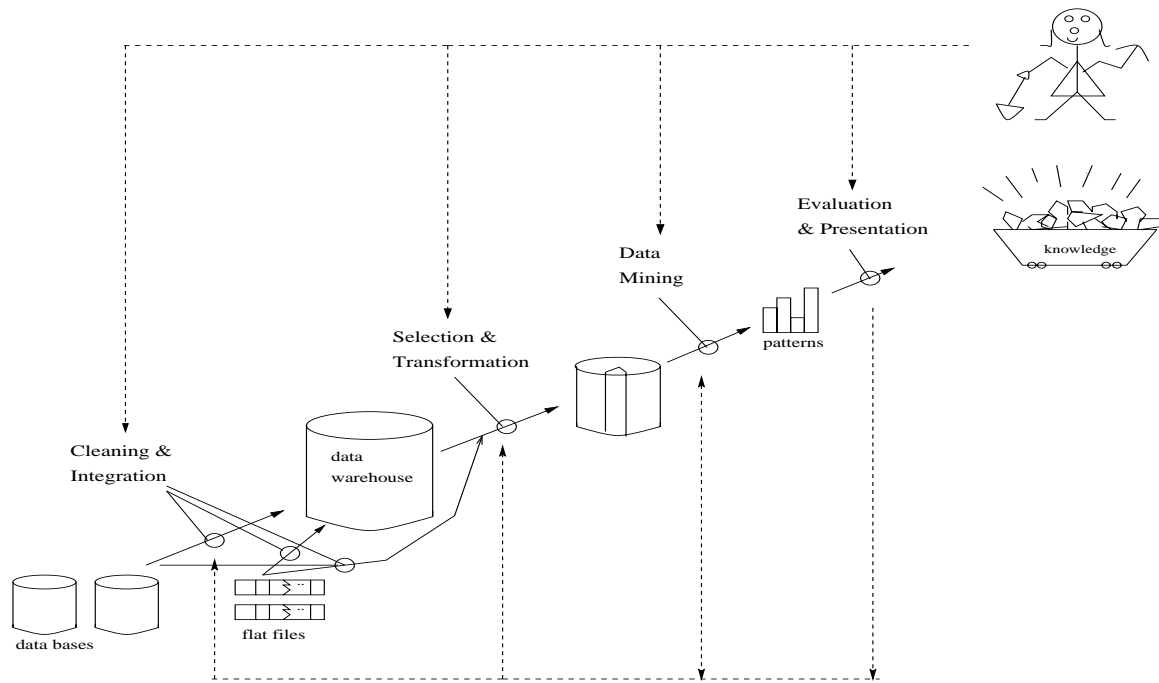 Evaluation
& Presentation
knowledge
Data
Mining
patterns
Selection &
Transformation
Cleaning &
Integration
data
warehouse
data bases
flat files